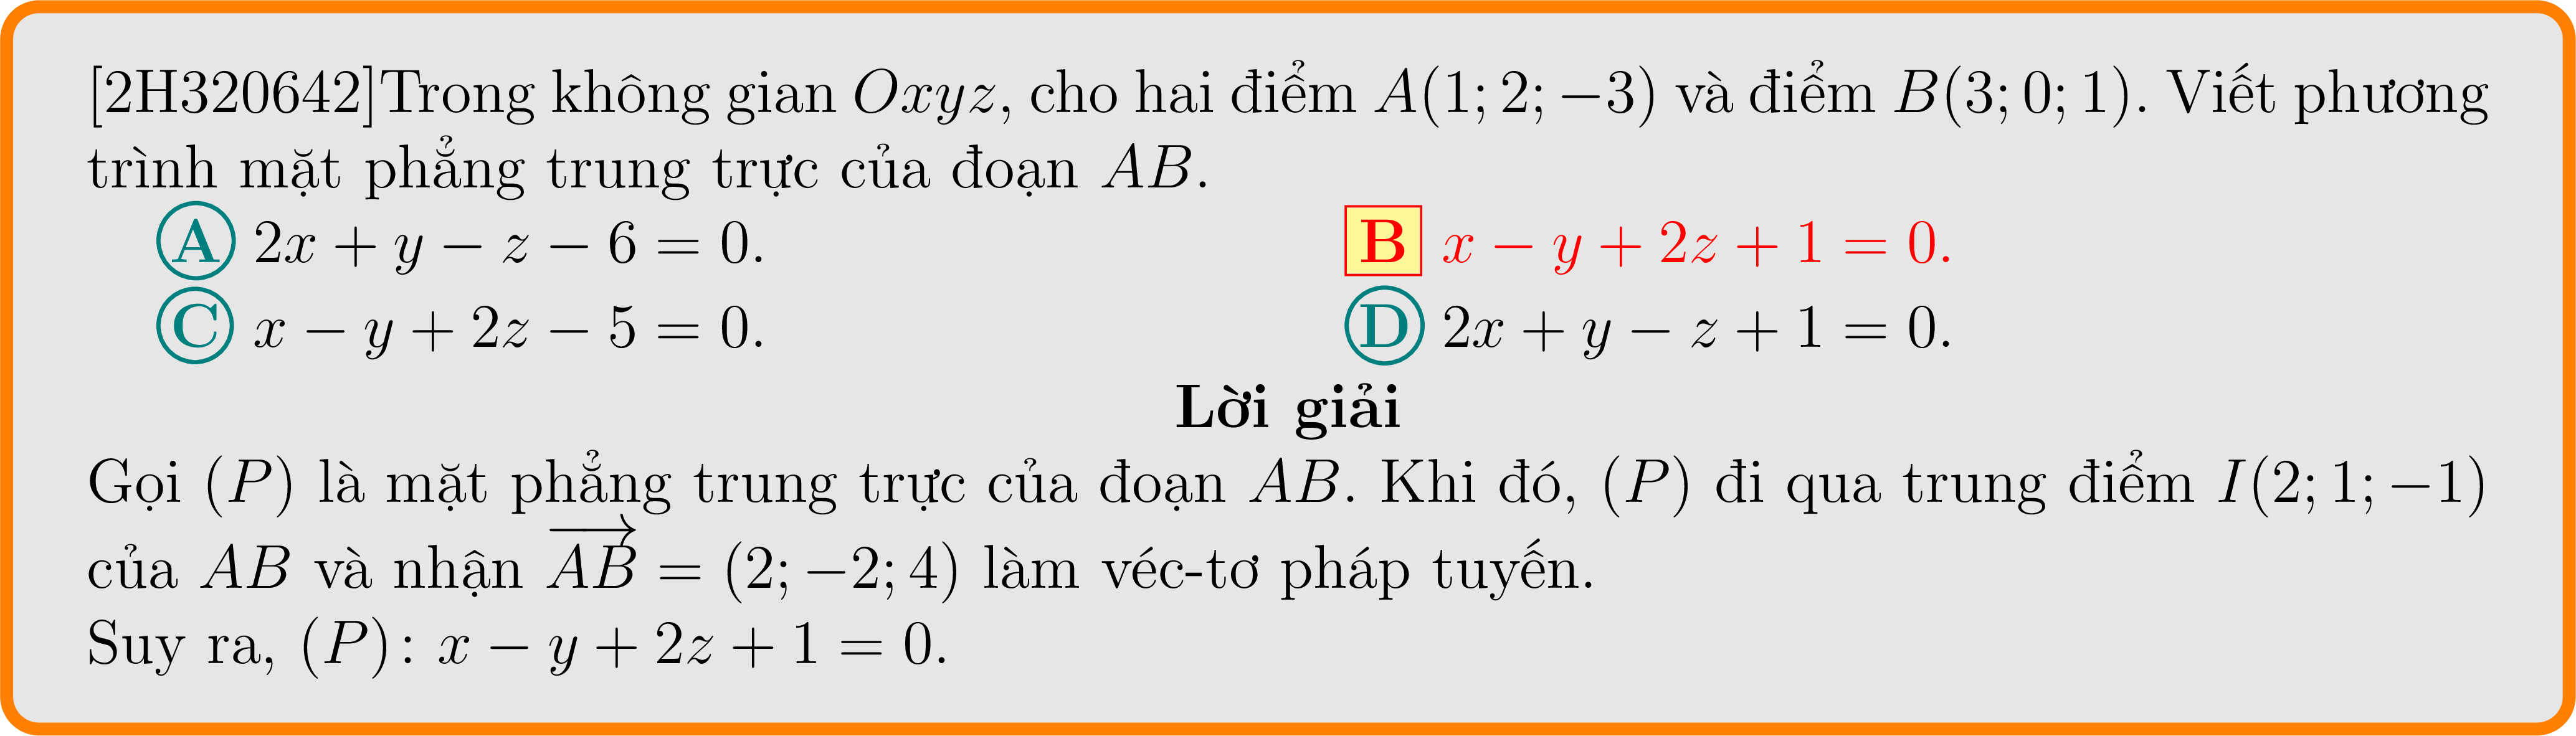 [2H320642]Trong không gian Oxyz, cho hai điểm A(1; 2; −3) và điểm B(3; 0; 1). Viết phương
trình mặt phẳng trung trực của đoạn AB.
A 2x + y − z − 6 = 0.
B x − y + 2z + 1 = 0.
C x − y + 2z − 5 = 0.
D 2x + y − z + 1 = 0.
Lời giải
Gọi (P) là mặt phẳng trung trực của đoạn AB. Khi đó, (P) đi qua trung điểm I(2; 1; −1)
của AB và nhận \overrightarrow{AB} = (2; −2; 4) làm véc-tơ pháp tuyến.
Suy ra, (P): x − y + 2z + 1 = 0.